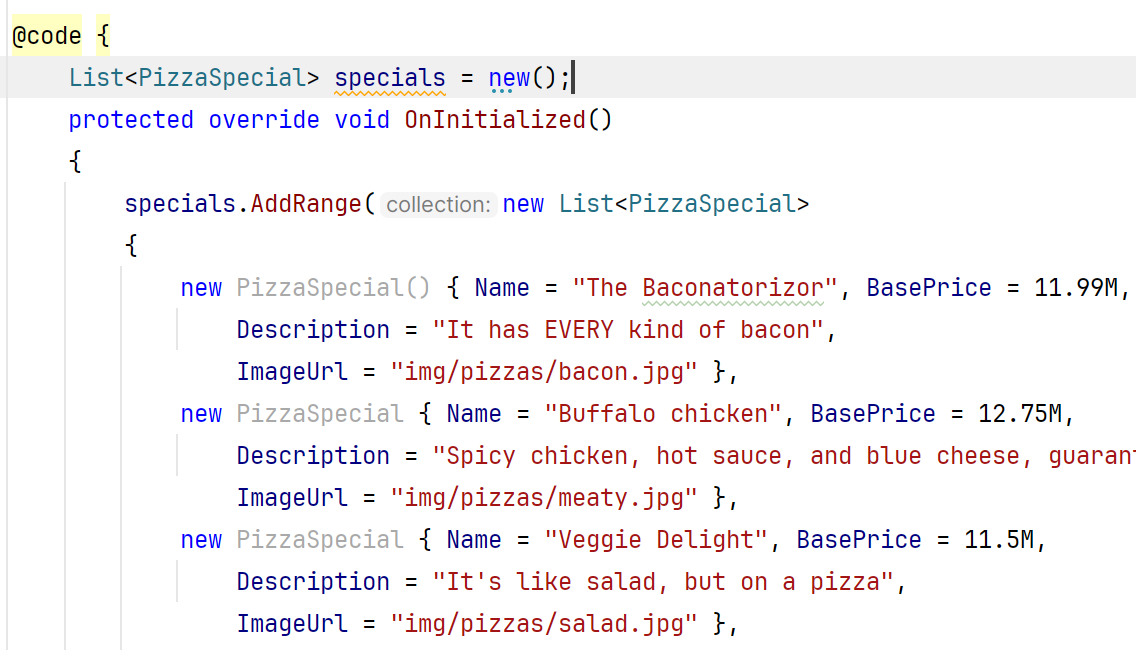 @code {
List<PizzaSpecial> specials = new();
protected override void OnInitialized()
{
specials.AddRange( collection: new List<PizzaSpecial>
{
new PizzaSpecial() { Name = "The Baconatorizor", BasePrice = 11.99M,
Description = "It has EVERY kind of bacon",
ImageUrl = "img/pizzas/bacon.jpg" },
new PizzaSpecial { Name = "Buffalo chicken", BasePrice = 12.75M,
Description = "Spicy chicken, hot sauce, and blue cheese, guaran
ImageUrl = "img/pizzas/meaty.jpg" },
new PizzaSpecial { Name = "Veggie Delight", BasePrice = 11.5M,
Description = "It's like salad, but on a pizza",
ImageUrl = "img/pizzas/salad.jpg" },